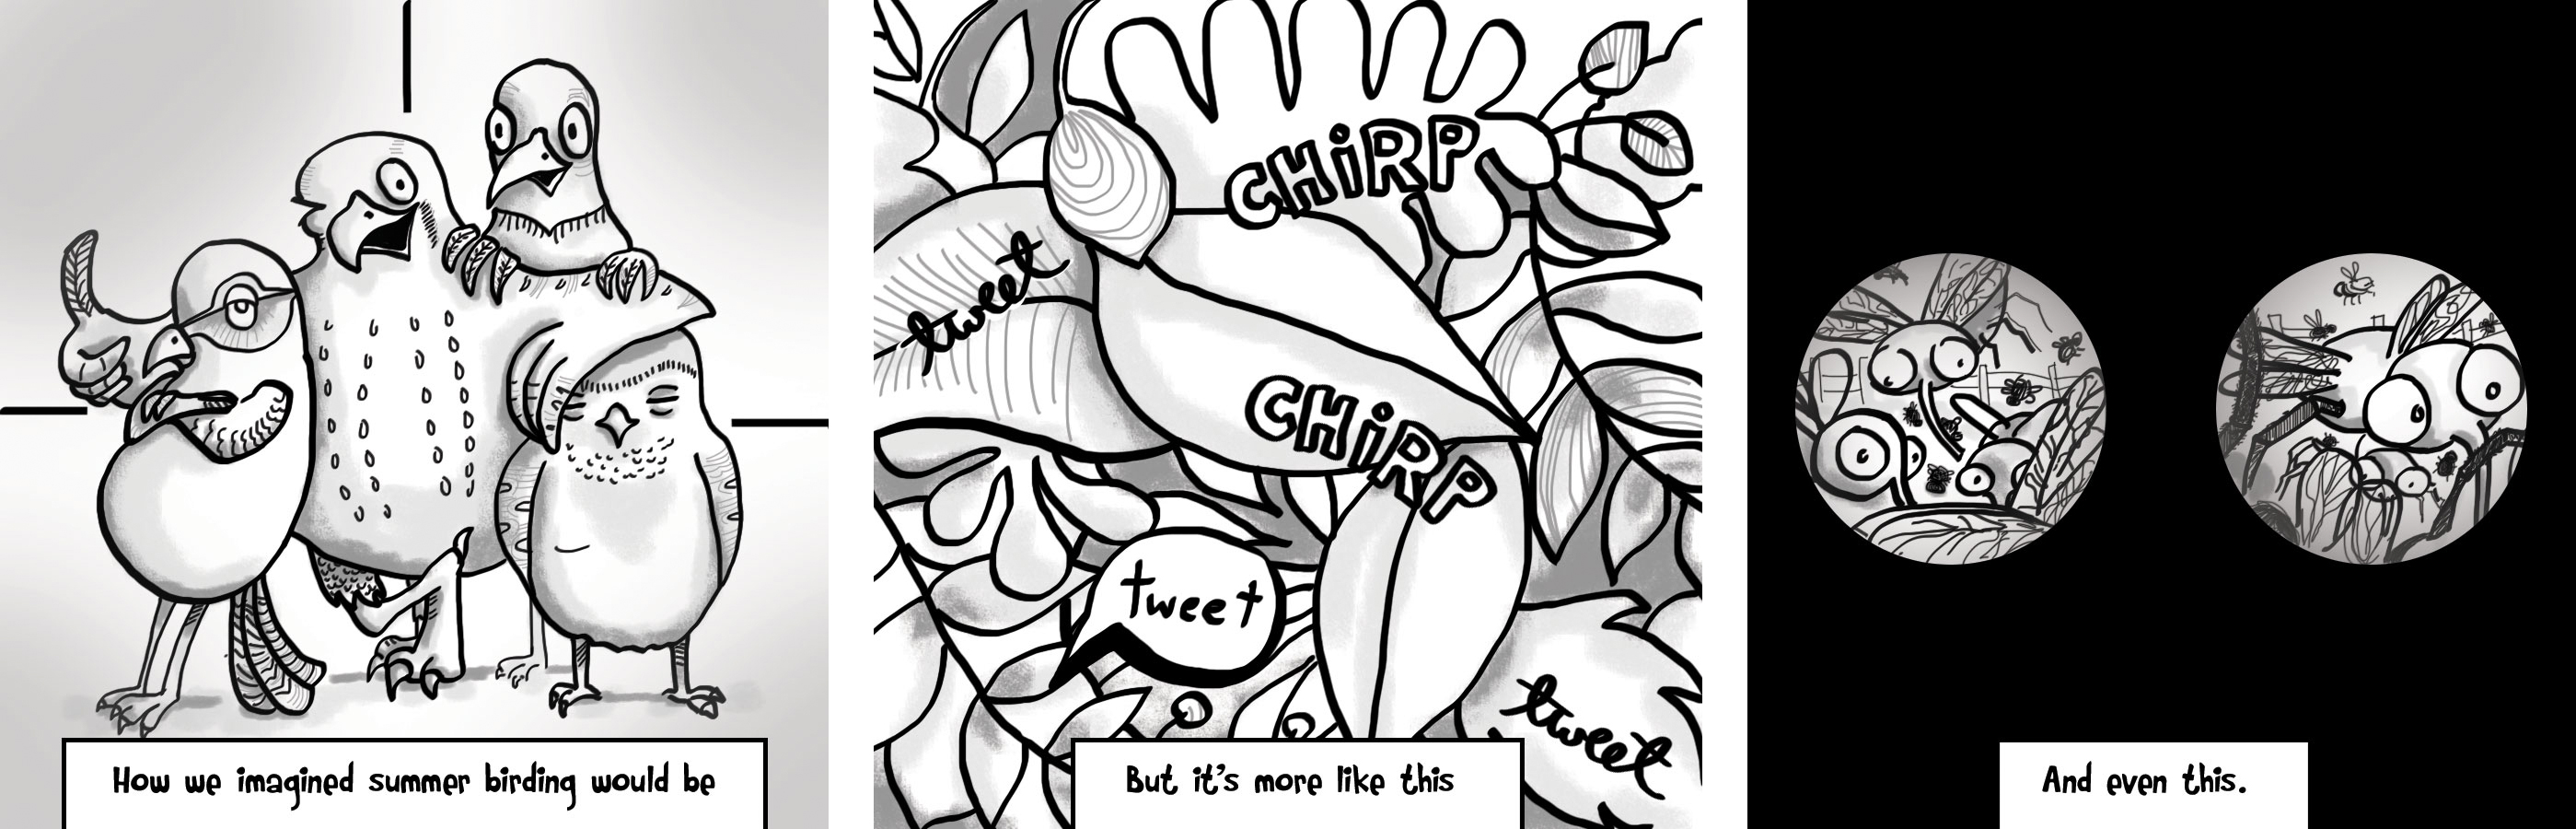 How we imagined summer birding would be
CHiRP
tweet
CHiRP
tweet
tweet
But it's more like this
And even this.